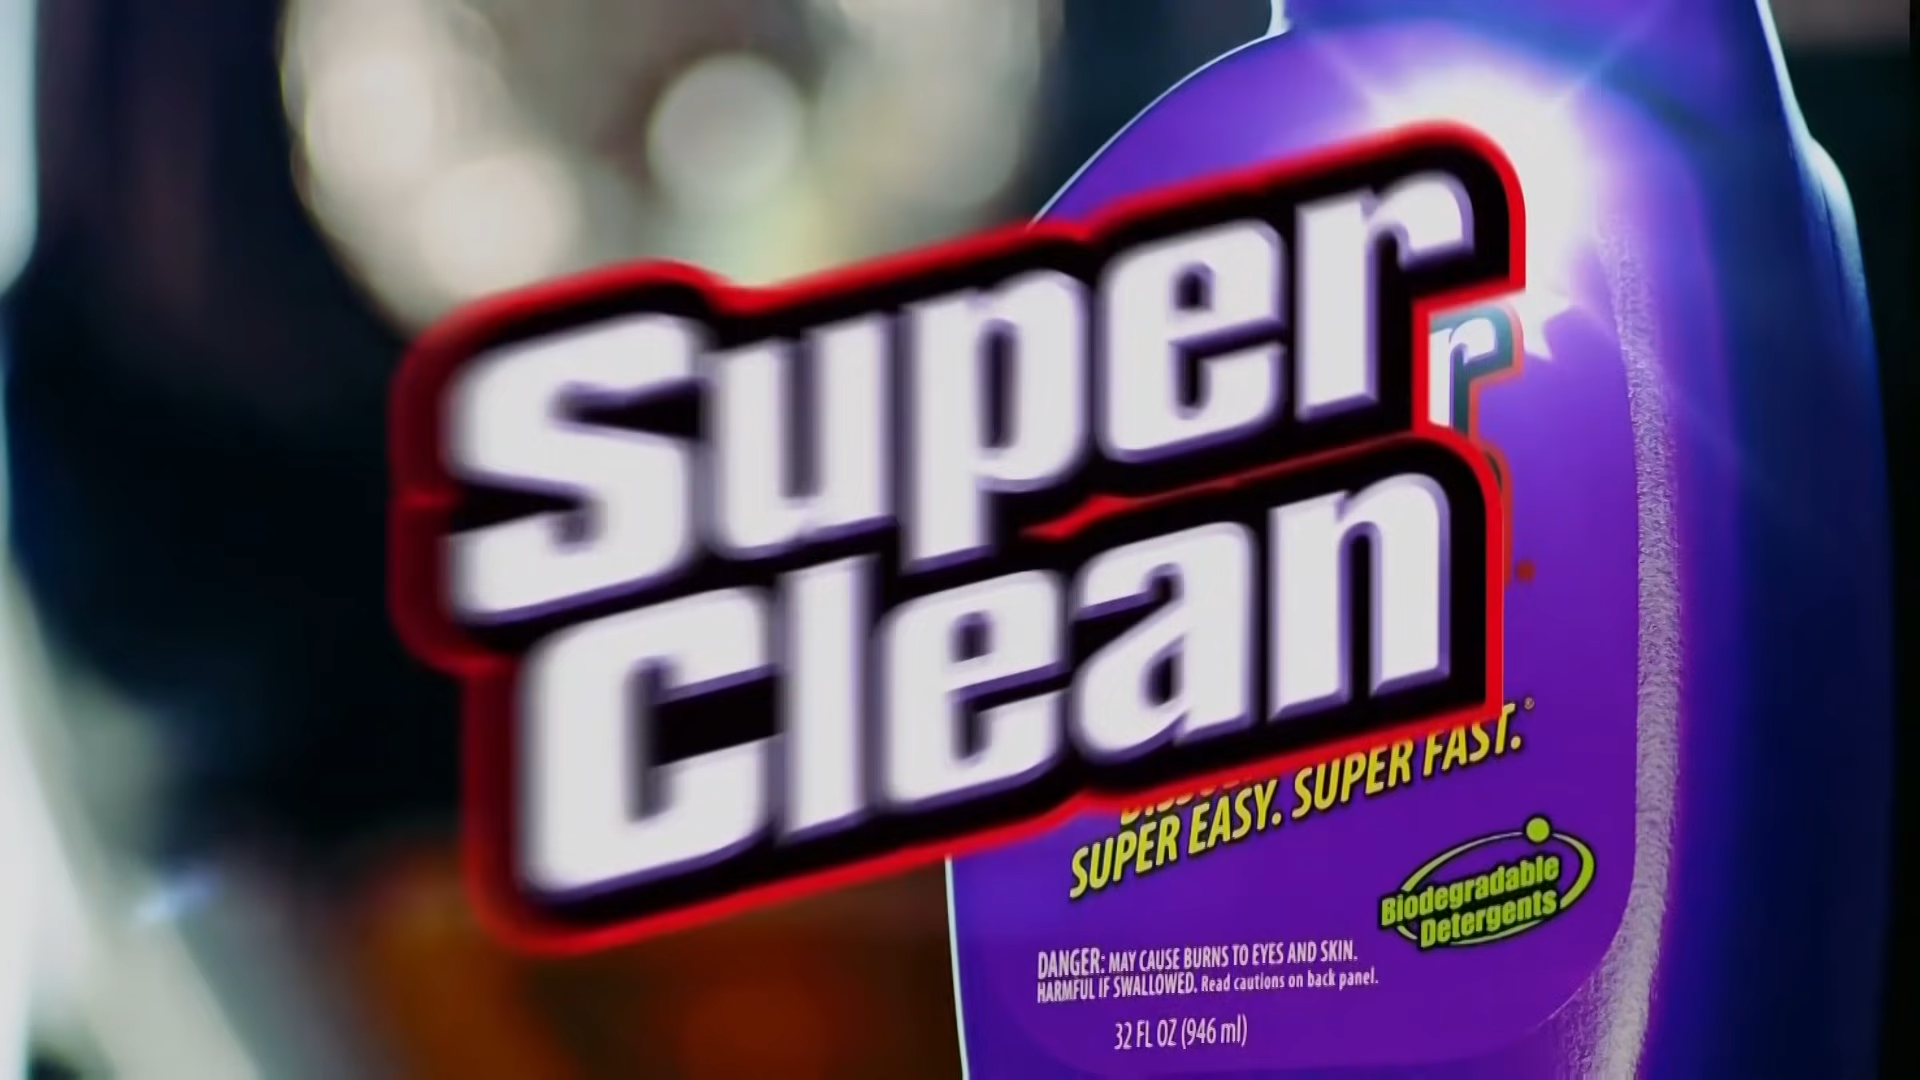 Super
Clean
r
SUPER EASY. SUPER FAST.®
Biodegradable
Detergents
DANGER: MAY CAUSE BURNS TO EYES AND SKIN.
HARMFUL IF SWALLOWED. Read cautions on back panel.
32 FL OZ (946 ml)